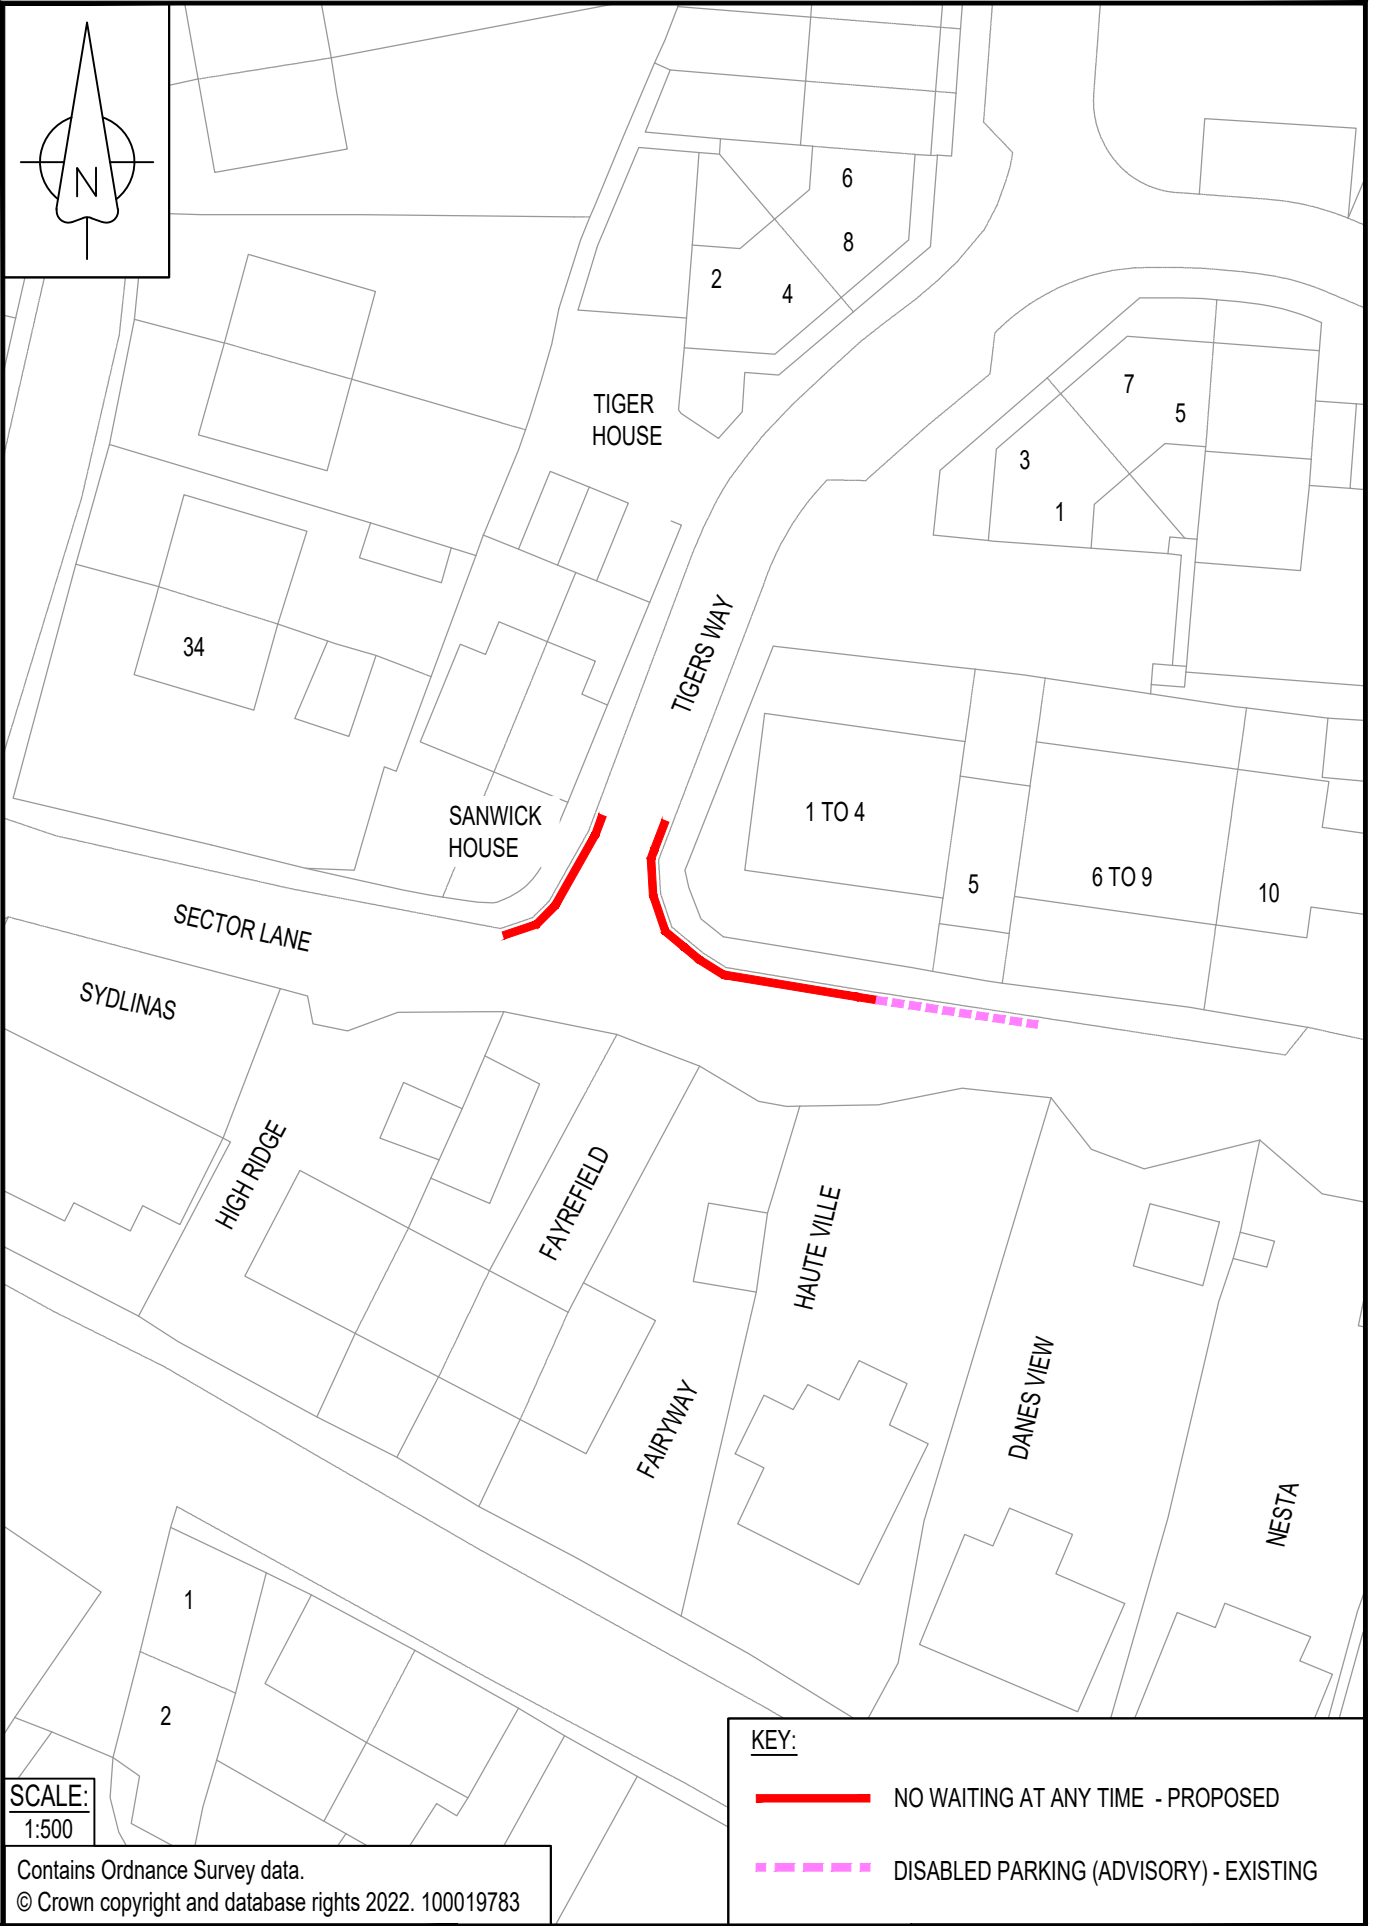 N
6
8
2
4
TIGER
HOUSE
7
5
3
1
34
TIGERS WAY
SANWICK
HOUSE
1 TO 4
5
6 TO 9
10
SECTOR LANE
SYDLINAS
HIGH RIDGE
FAYREFIELD
HAUTE VILLE
FAIRYWAY
DANES VIEW
NESTA
1
2
SCALE:
1:500
Contains Ordnance Survey data.
© Crown copyright and database rights 2022. 100019783
KEY:
NO WAITING AT ANY TIME - PROPOSED
DISABLED PARKING (ADVISORY) - EXISTING